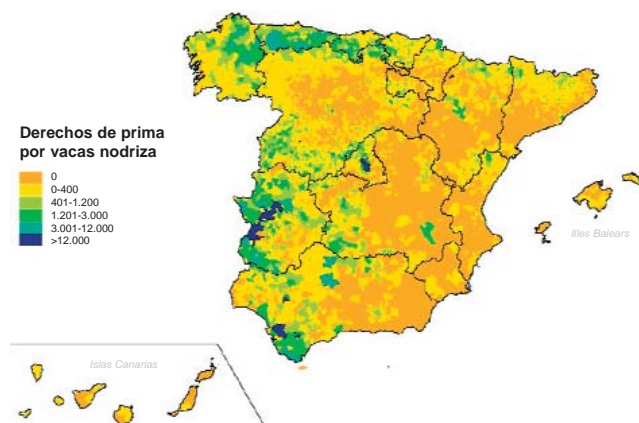 Derechos de prima
por vacas nodriza
0
0-400
401-1.200
1.201-3.000
3.001-12.000
>12.000
Illes Balears
Islas Canarias